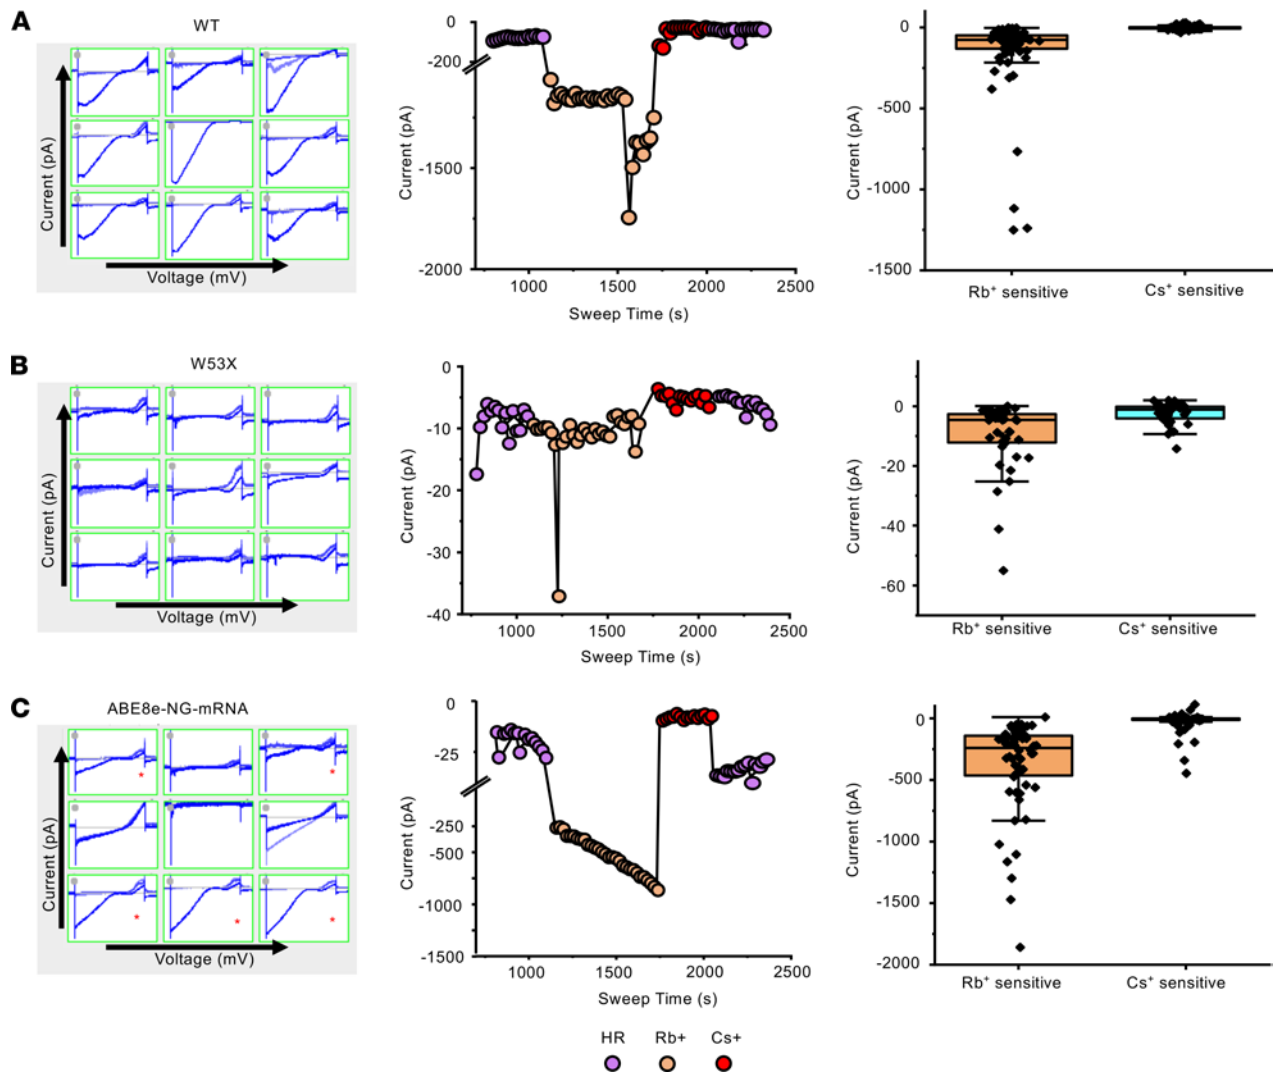 A
WT
Current (pA)
Voltage (mV)
0
-200
-1500
-2000
Current (pA)
1000
1500
2000
2500
Sweep Time (s)
0
-500
-1000
-1500
Current (pA)
Rb⁺ sensitive
Cs⁺ sensitive
B
W53X
Current (pA)
Voltage (mV)
0
-10
-20
-30
-40
Current (pA)
1000
1500
2000
2500
Sweep Time (s)
0
-20
-40
-60
Current (pA)
Rb⁺ sensitive
Cs⁺ sensitive
C
ABE8e-NG-mRNA
Current (pA)
* * * * *
Voltage (mV)
0
-25
-250
-500
-1000
-1500
Current (pA)
1000
1500
2000
2500
Sweep Time (s)
0
-500
-1000
-1500
-2000
Current (pA)
Rb⁺ sensitive
Cs⁺ sensitive
HR Rb+ Cs+